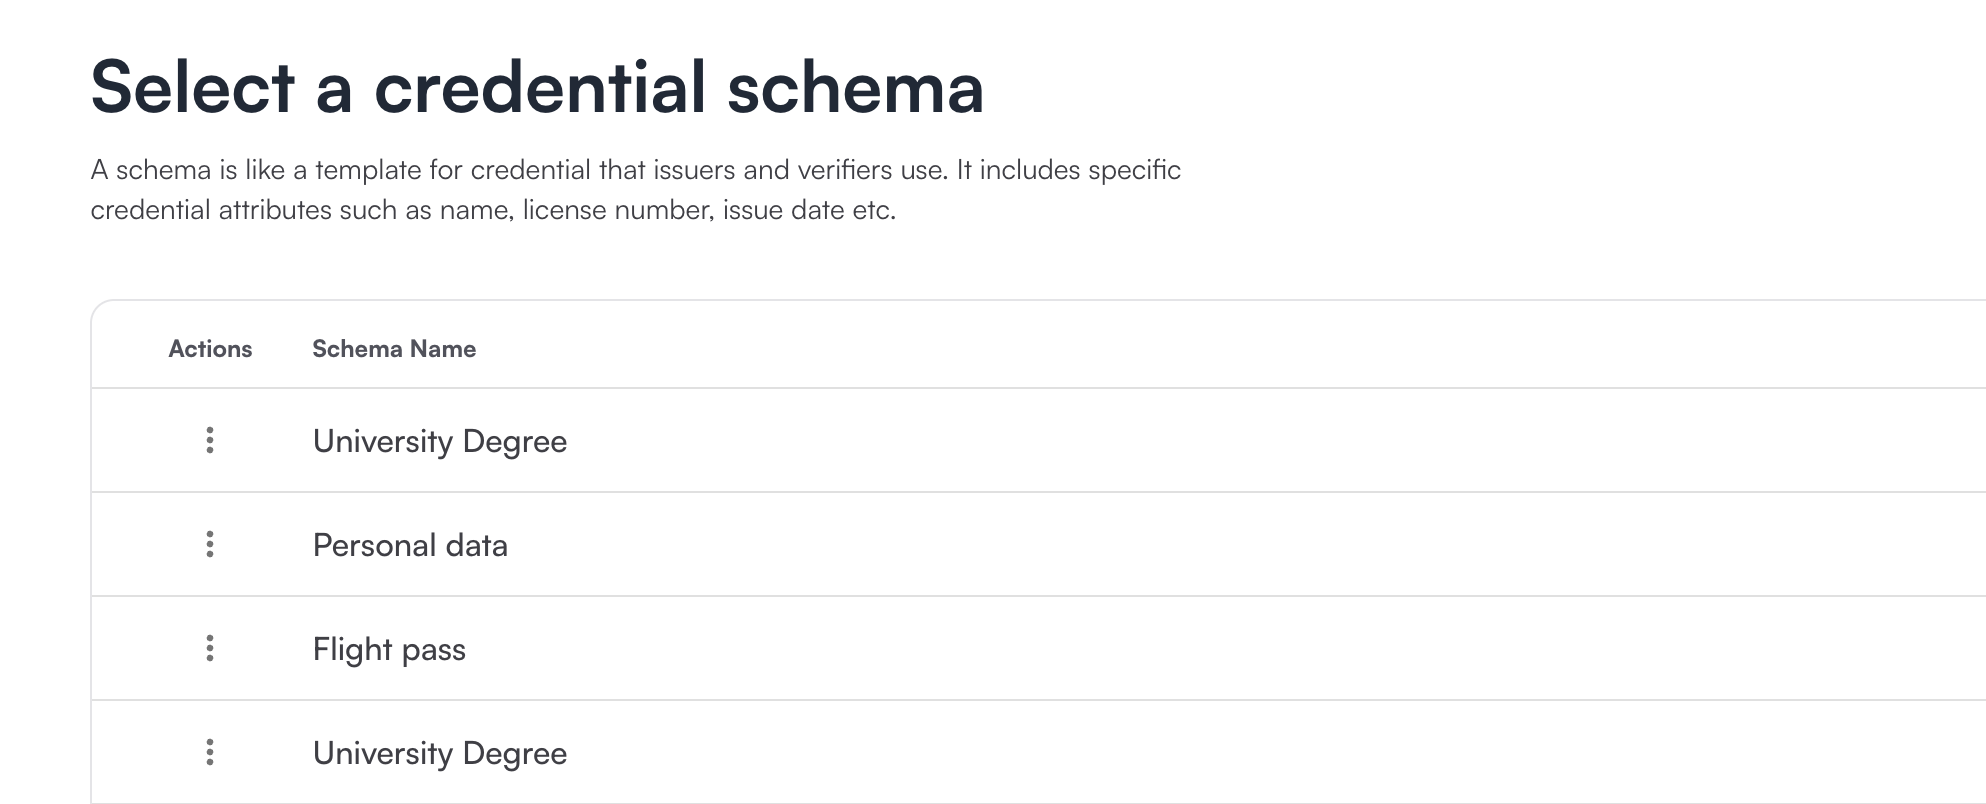 Select a credential schema
A schema is like a template for credential that issuers and verifiers use. It includes specific
credential attributes such as name, license number, issue date etc.
Actions Schema Name
University Degree
Personal data
Flight pass
University Degree